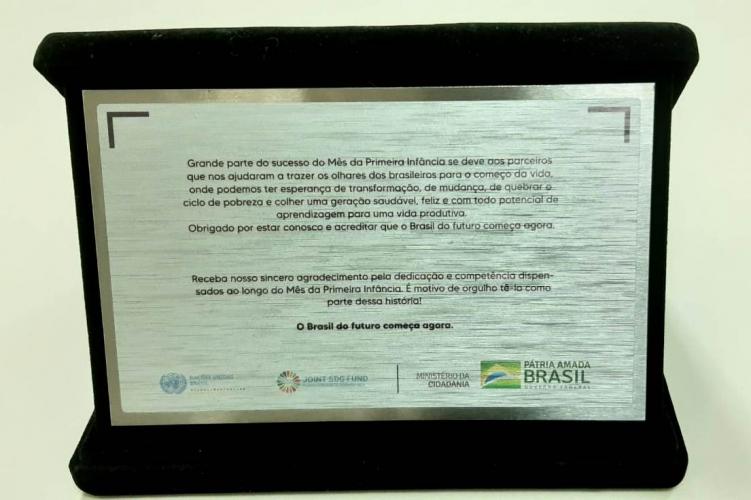 Grande parte do sucesso do Mês da Primeira Infância se deve aos parceiros
que nos ajudaram a trazer os olhares dos brasileiros para o começo da vida,
onde podemos ter esperança de transformação, de mudança, de quebrar o
ciclo de pobreza e colher uma geração saudável, feliz e com todo potencial de
aprendizagem para uma vida produtiva.
Obrigado por estar conosco e acreditar que o Brasil do futuro começa agora.
Receba nosso sincero agradecimento pela dedicação e competência dispen-
sados ao longo do Mês da Primeira Infância. É motivo de orgulho tê-la como
parte dessa história!
O Brasil do futuro começa agora.
NAÇÕES UNIDAS
BRASIL
JOINT SDG FUND
MINISTÉRIO DA
CIDADANIA
PÁTRIA AMADA
BRASIL
GOVERNO FEDERAL